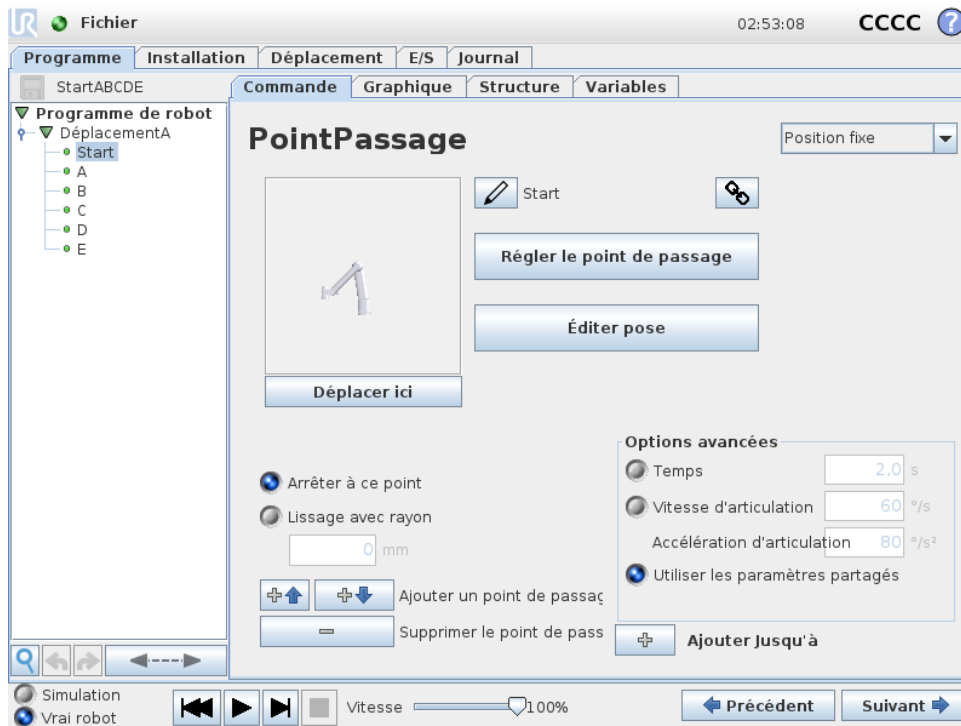 UR Fichier 02:53:08 CCCC ?
Programme Installation Déplacement E/S Journal
StartABCDE
Commande Graphique Structure Variables
Programme de robot
DéplacementA
Start
A
B
C
D
E
PointPassage
Position fixe
Start
Régler le point de passage
Éditer pose
Déplacer ici
Arrêter à ce point
Lissage avec rayon
0 mm
Ajouter un point de passag
Supprimer le point de pass
Options avancées
Temps 2,0 s
Vitesse d'articulation 60 °/s
Accélération d'articulation 80 °/s²
Utiliser les paramètres partagés
Ajouter Jusqu'à
Simulation
Vrai robot
Vitesse 100%
Précédent Suivant